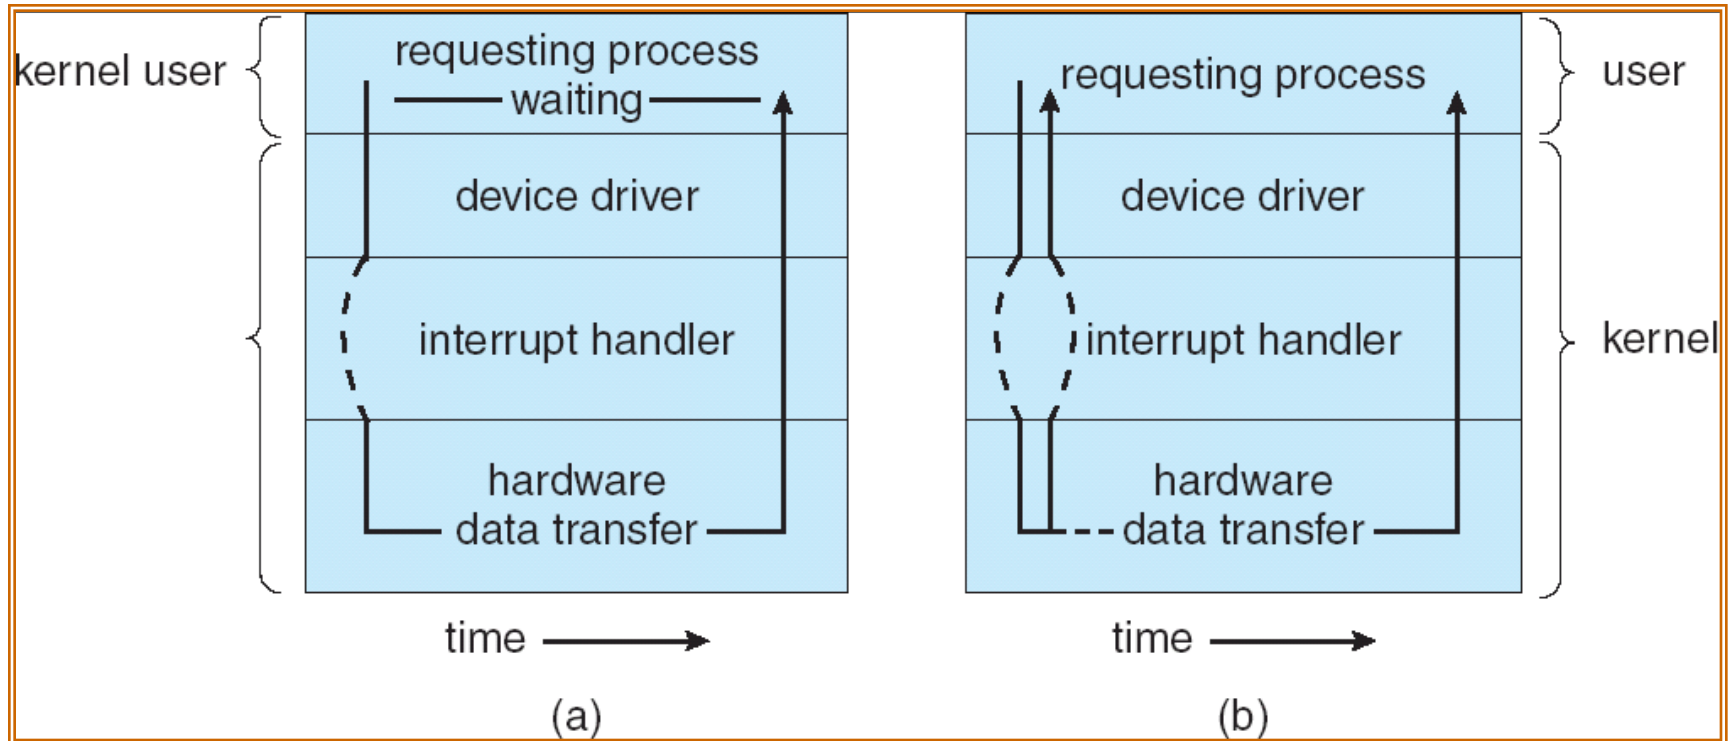 kernel user
requesting process
waiting
device driver
interrupt handler
hardware
data transfer
time
(a)
requesting process
device driver
interrupt handler
hardware
data transfer
time
(b)
user
kernel